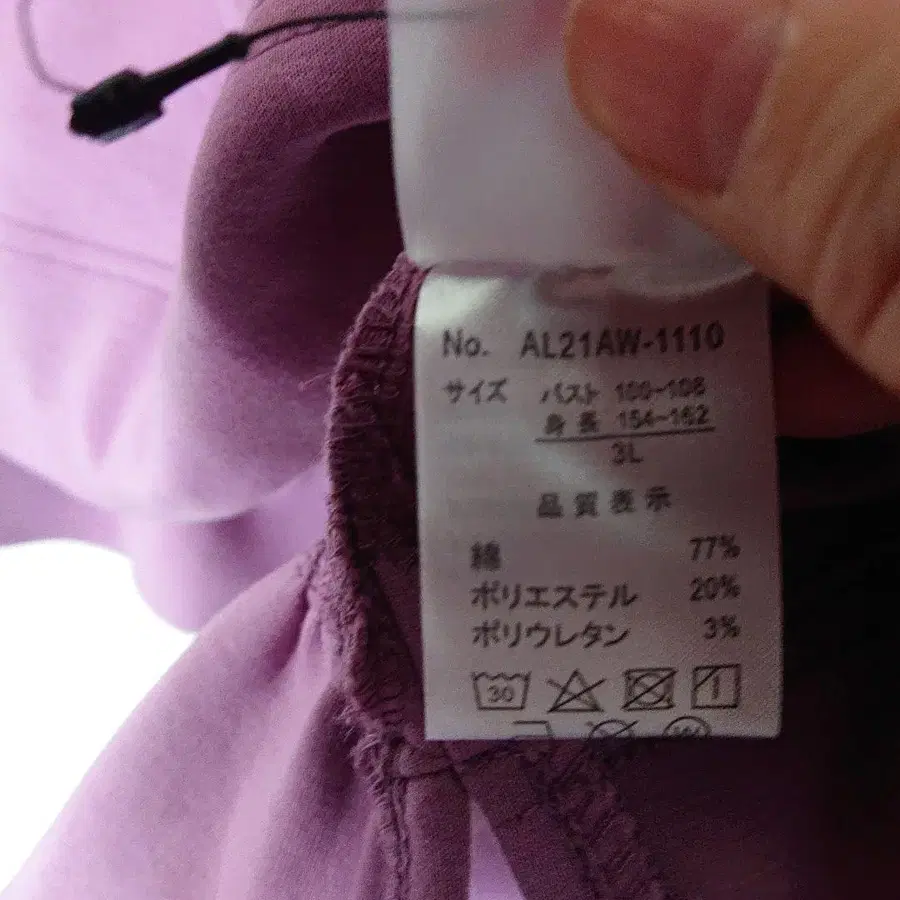 No. AL21AW-1110
サイズ バスト 100~108
身長 154~162
3L
品質表示
綿 77%
ポリエステル 20%
ポリウレタン 3%
30